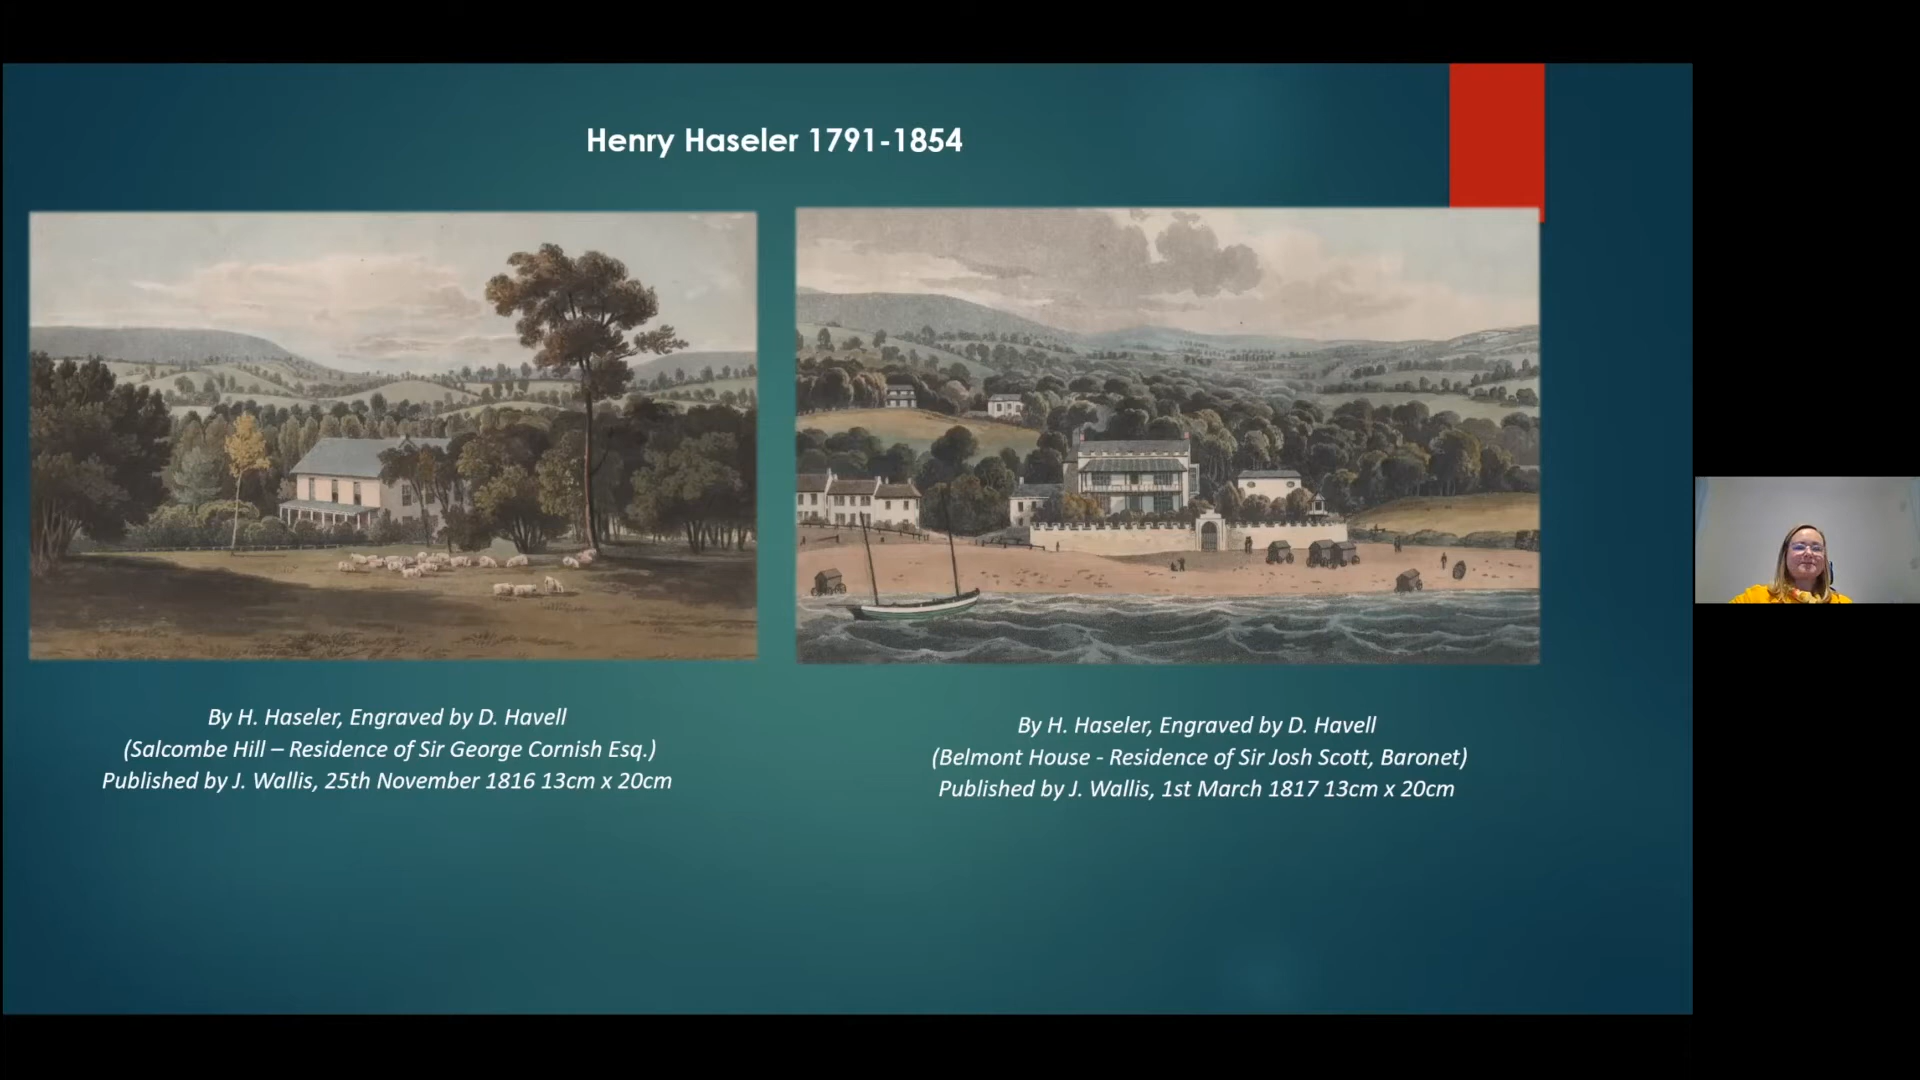 Henry Haseler 1791-1854
By H. Haseler, Engraved by D. Havell
(Salcombe Hill – Residence of Sir George Cornish Esq.)
Published by J. Wallis, 25th November 1816 13cm x 20cm
By H. Haseler, Engraved by D. Havell
(Belmont House - Residence of Sir Josh Scott, Baronet)
Published by J. Wallis, 1st March 1817 13cm x 20cm